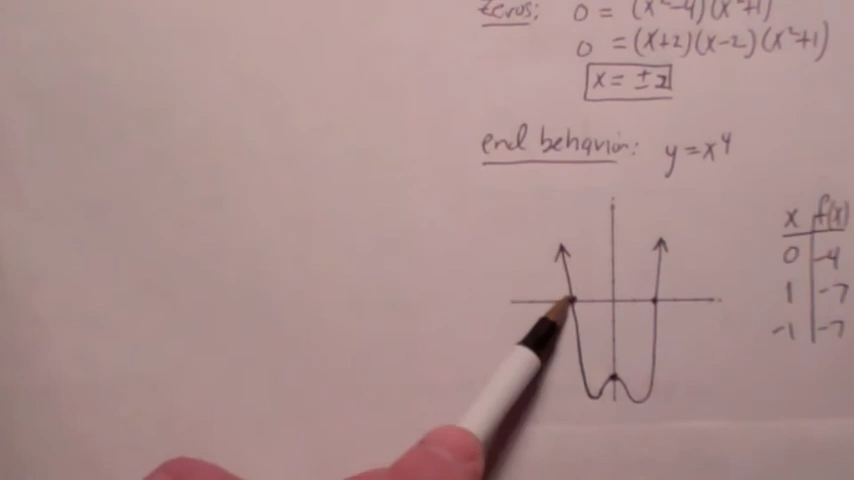 Zeros: 0 = (x²-4)(x²+1)
0 = (x+2)(x-2)(x²+1)
x = ±2
end behavior: y = x⁴
x f(x)
0 -4
1 -7
-1 -7